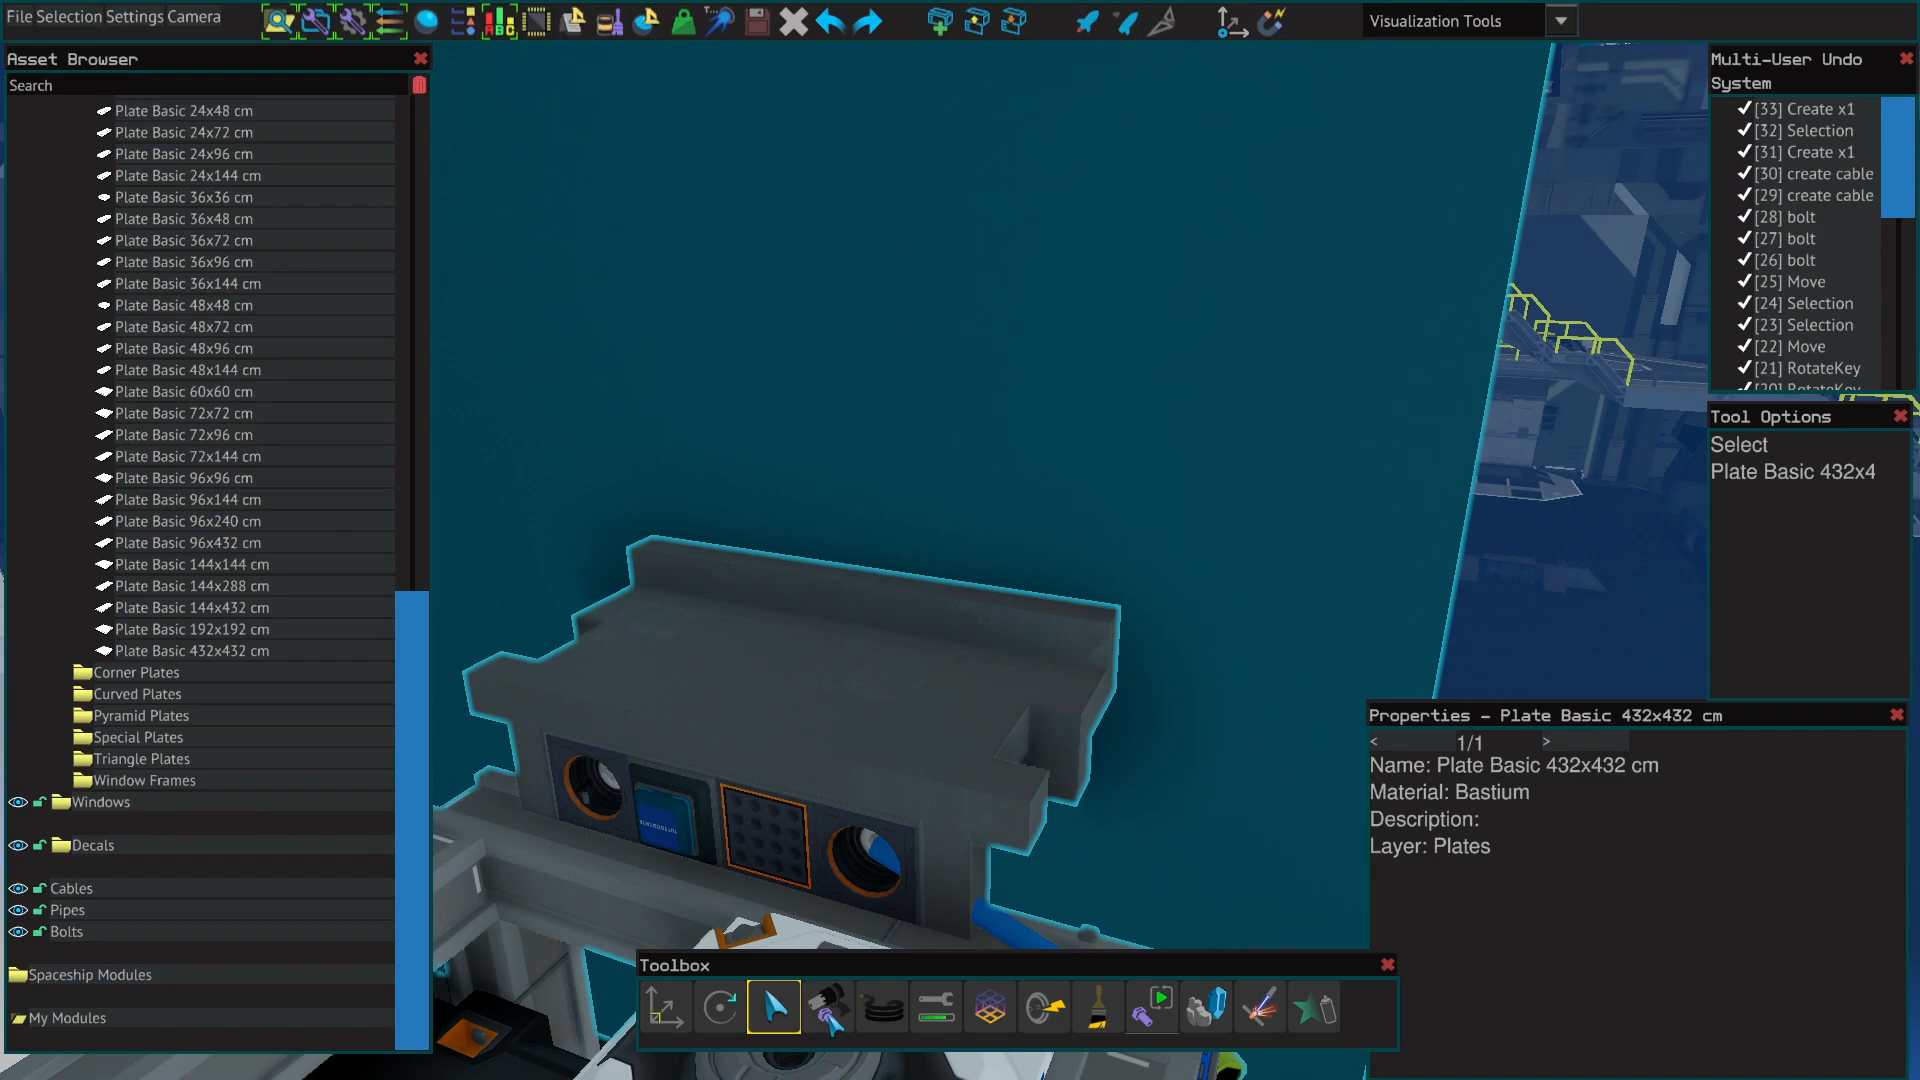 File Selection Settings Camera
Visualization Tools
Asset Browser
Search
Plate Basic 24x48 cm
Plate Basic 24x72 cm
Plate Basic 24x96 cm
Plate Basic 24x144 cm
Plate Basic 36x36 cm
Plate Basic 36x48 cm
Plate Basic 36x72 cm
Plate Basic 36x96 cm
Plate Basic 36x144 cm
Plate Basic 48x48 cm
Plate Basic 48x72 cm
Plate Basic 48x96 cm
Plate Basic 48x144 cm
Plate Basic 60x60 cm
Plate Basic 72x72 cm
Plate Basic 72x96 cm
Plate Basic 72x144 cm
Plate Basic 96x96 cm
Plate Basic 96x144 cm
Plate Basic 96x240 cm
Plate Basic 96x432 cm
Plate Basic 144x144 cm
Plate Basic 144x288 cm
Plate Basic 144x432 cm
Plate Basic 192x192 cm
Plate Basic 432x432 cm
Corner Plates
Curved Plates
Pyramid Plates
Special Plates
Triangle Plates
Window Frames
Windows
Decals
Cables
Pipes
Bolts
Spaceship Modules
My Modules
Multi-User Undo
System
[33] Create x1
[32] Selection
[31] Create x1
[30] create cable
[29] create cable
[28] bolt
[27] bolt
[26] bolt
[25] Move
[24] Selection
[23] Selection
[22] Move
[21] RotateKey
[20] RotateKey
Tool Options
Select
Plate Basic 432x4
Properties - Plate Basic 432x432 cm
< 1/1 >
Name: Plate Basic 432x432 cm
Material: Bastium
Description:
Layer: Plates
Toolbox